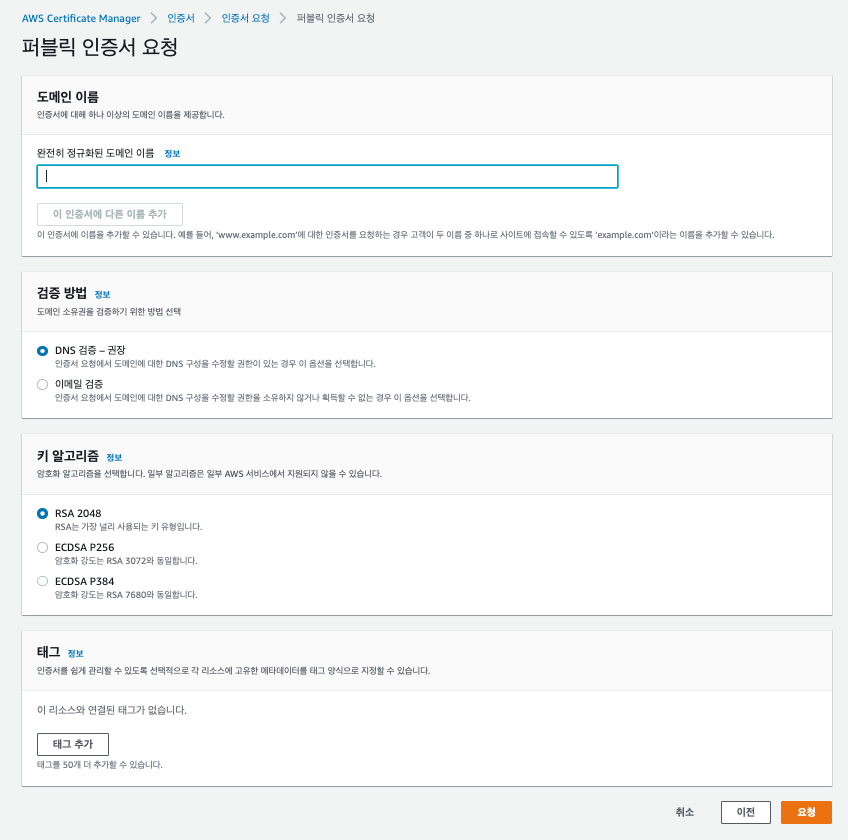 AWS Certificate Manager > 인증서 > 인증서 요청 > 퍼블릭 인증서 요청
퍼블릭 인증서 요청
도메인 이름
인증서에 대해 하나 이상의 도메인 이름을 제공합니다.
완전히 정규화된 도메인 이름 정보
이 인증서에 다른 이름 추가
이 인증서에 이름을 추가할 수 있습니다. 예를 들어, 'www.example.com'에 대한 인증서를 요청하는 경우 고객이 두 이름 중 하나로 사이트에 접속할 수 있도록 'example.com'이라는 이름을 추가할 수 있습니다.
검증 방법 정보
도메인 소유권을 검증하기 위한 방법 선택
DNS 검증 – 권장
인증서 요청에서 도메인에 대한 DNS 구성을 수정할 권한이 있는 경우 이 옵션을 선택합니다.
이메일 검증
인증서 요청에서 도메인에 대한 DNS 구성을 수정할 권한을 소유하지 않거나 획득할 수 없는 경우 이 옵션을 선택합니다.
키 알고리즘 정보
암호화 알고리즘을 선택합니다. 일부 알고리즘은 일부 AWS 서비스에서 지원되지 않을 수 있습니다.
RSA 2048
RSA는 가장 널리 사용되는 키 유형입니다.
ECDSA P256
암호화 강도는 RSA 3072와 동일합니다.
ECDSA P384
암호화 강도는 RSA 7680와 동일합니다.
태그 정보
인증서를 쉽게 관리할 수 있도록 선택적으로 각 리소스에 고유한 메타데이터를 태그 양식으로 지정할 수 있습니다.
이 리소스와 연결된 태그가 없습니다.
태그 추가
태그를 50개 더 추가할 수 있습니다.
취소 이전 요청